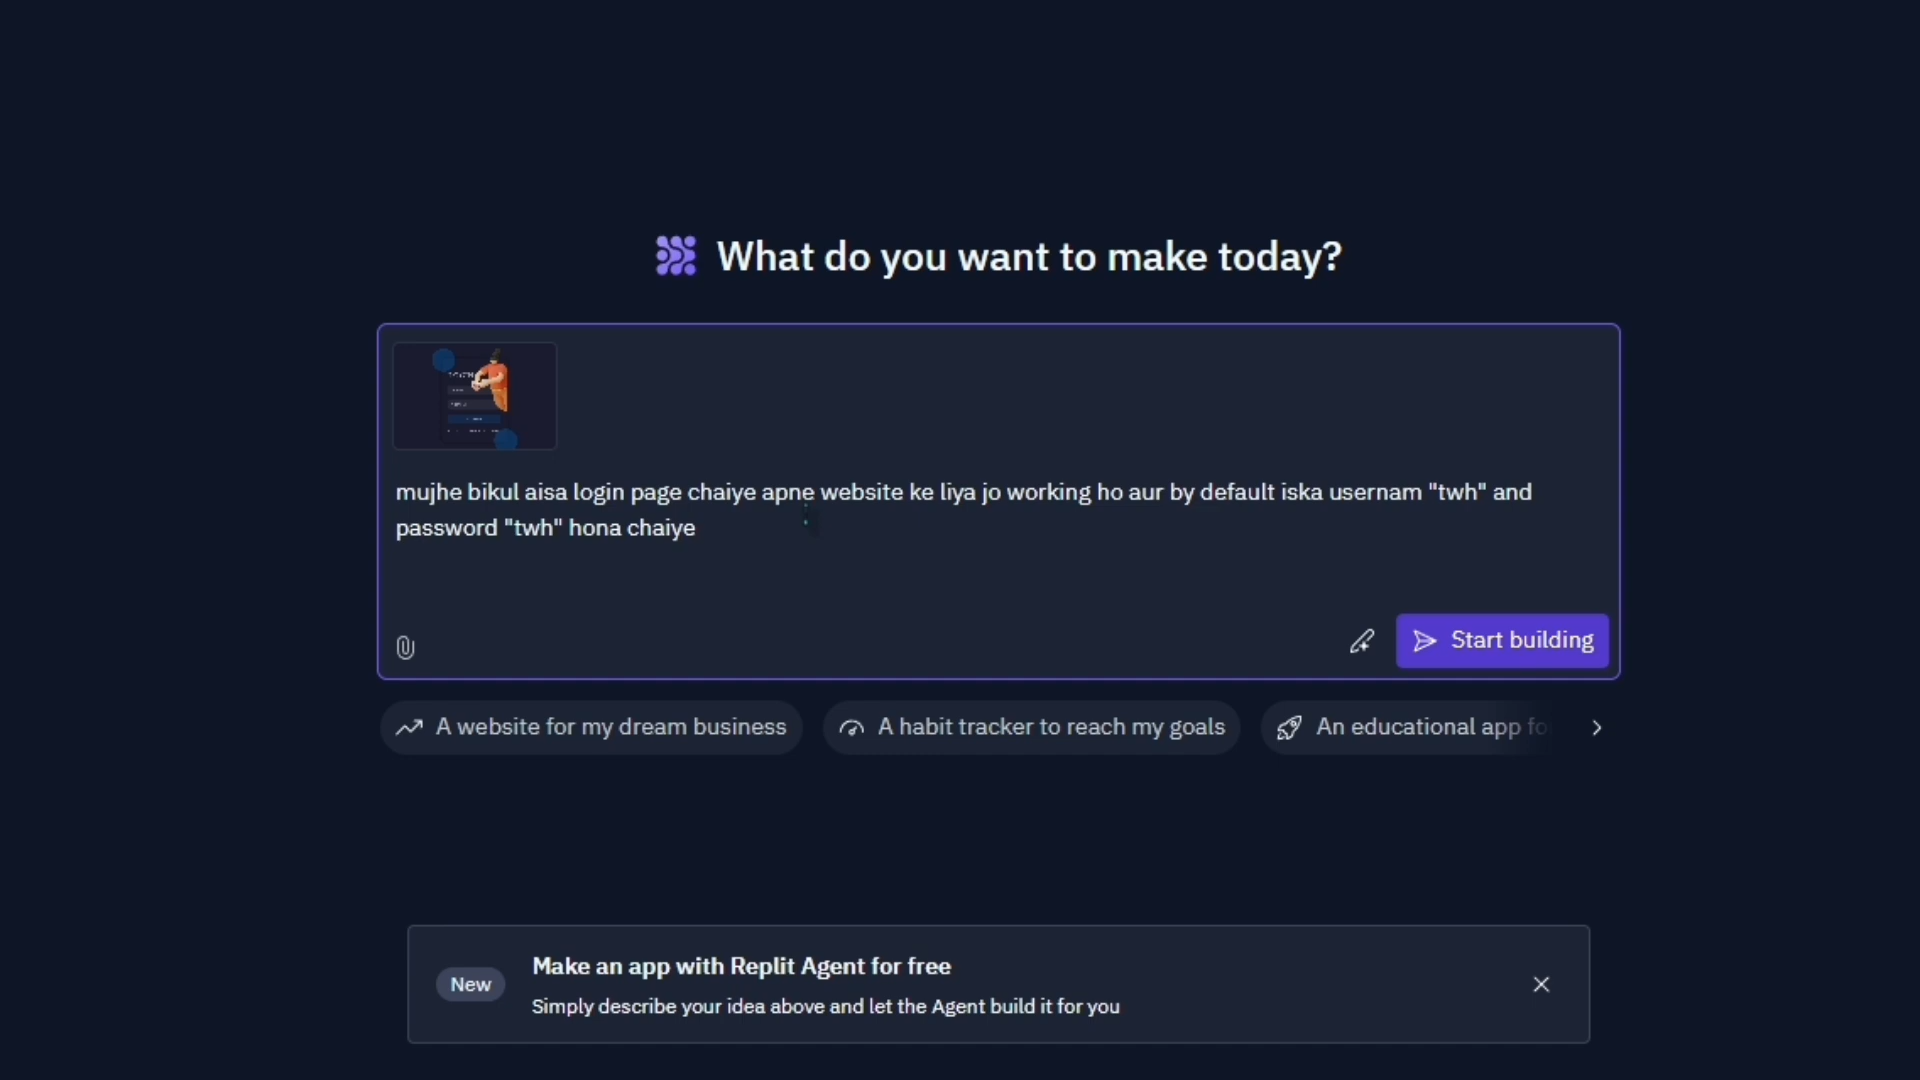 What do you want to make today?
mujhe bikul aisa login page chaiye apne website ke liya jo working ho aur by default iska usernam "twh" and
password "twh" hona chaiye
Start building
A website for my dream business
A habit tracker to reach my goals
An educational app fo
New
Make an app with Replit Agent for free
Simply describe your idea above and let the Agent build it for you